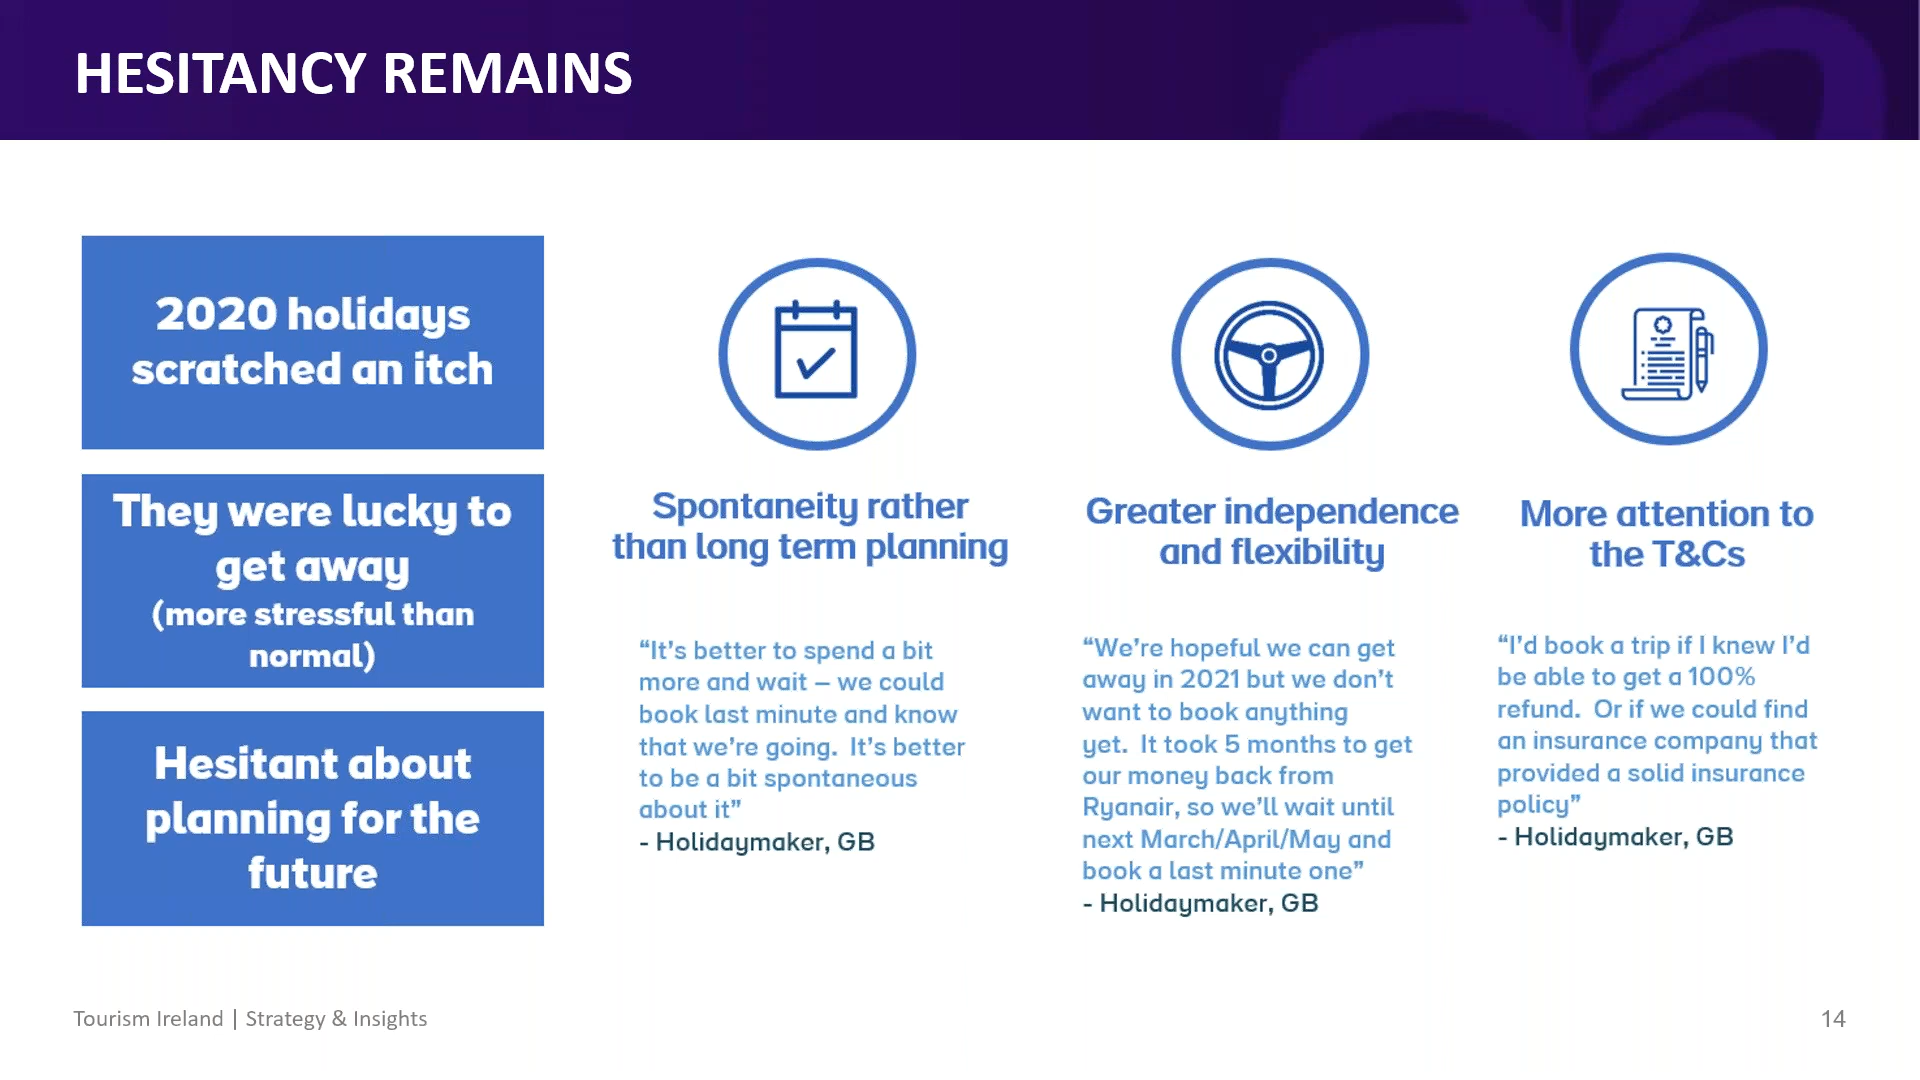 HESITANCY REMAINS
2020 holidays
scratched an itch
They were lucky to
get away
(more stressful than
normal)
Hesitant about
planning for the
future
Spontaneity rather
than long term planning
“It’s better to spend a bit
more and wait – we could
book last minute and know
that we’re going.  It’s better
to be a bit spontaneous
about it”
- Holidaymaker, GB
Greater independence
and flexibility
“We’re hopeful we can get
away in 2021 but we don’t
want to book anything
yet.  It took 5 months to get
our money back from
Ryanair, so we’ll wait until
next March/April/May and
book a last minute one”
- Holidaymaker, GB
More attention to
the T&Cs
“I’d book a trip if I knew I’d
be able to get a 100%
refund.  Or if we could find
an insurance company that
provided a solid insurance
policy”
- Holidaymaker, GB
Tourism Ireland | Strategy & Insights
14